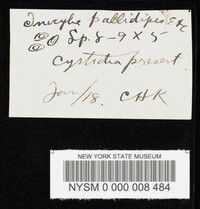 Inocybe pallidipes E & E
Sp. 8-9 X 5
Cystidia present.
Jan/18. CHK
NEW YORK STATE MUSEUM
NYSM 0 000 008 484